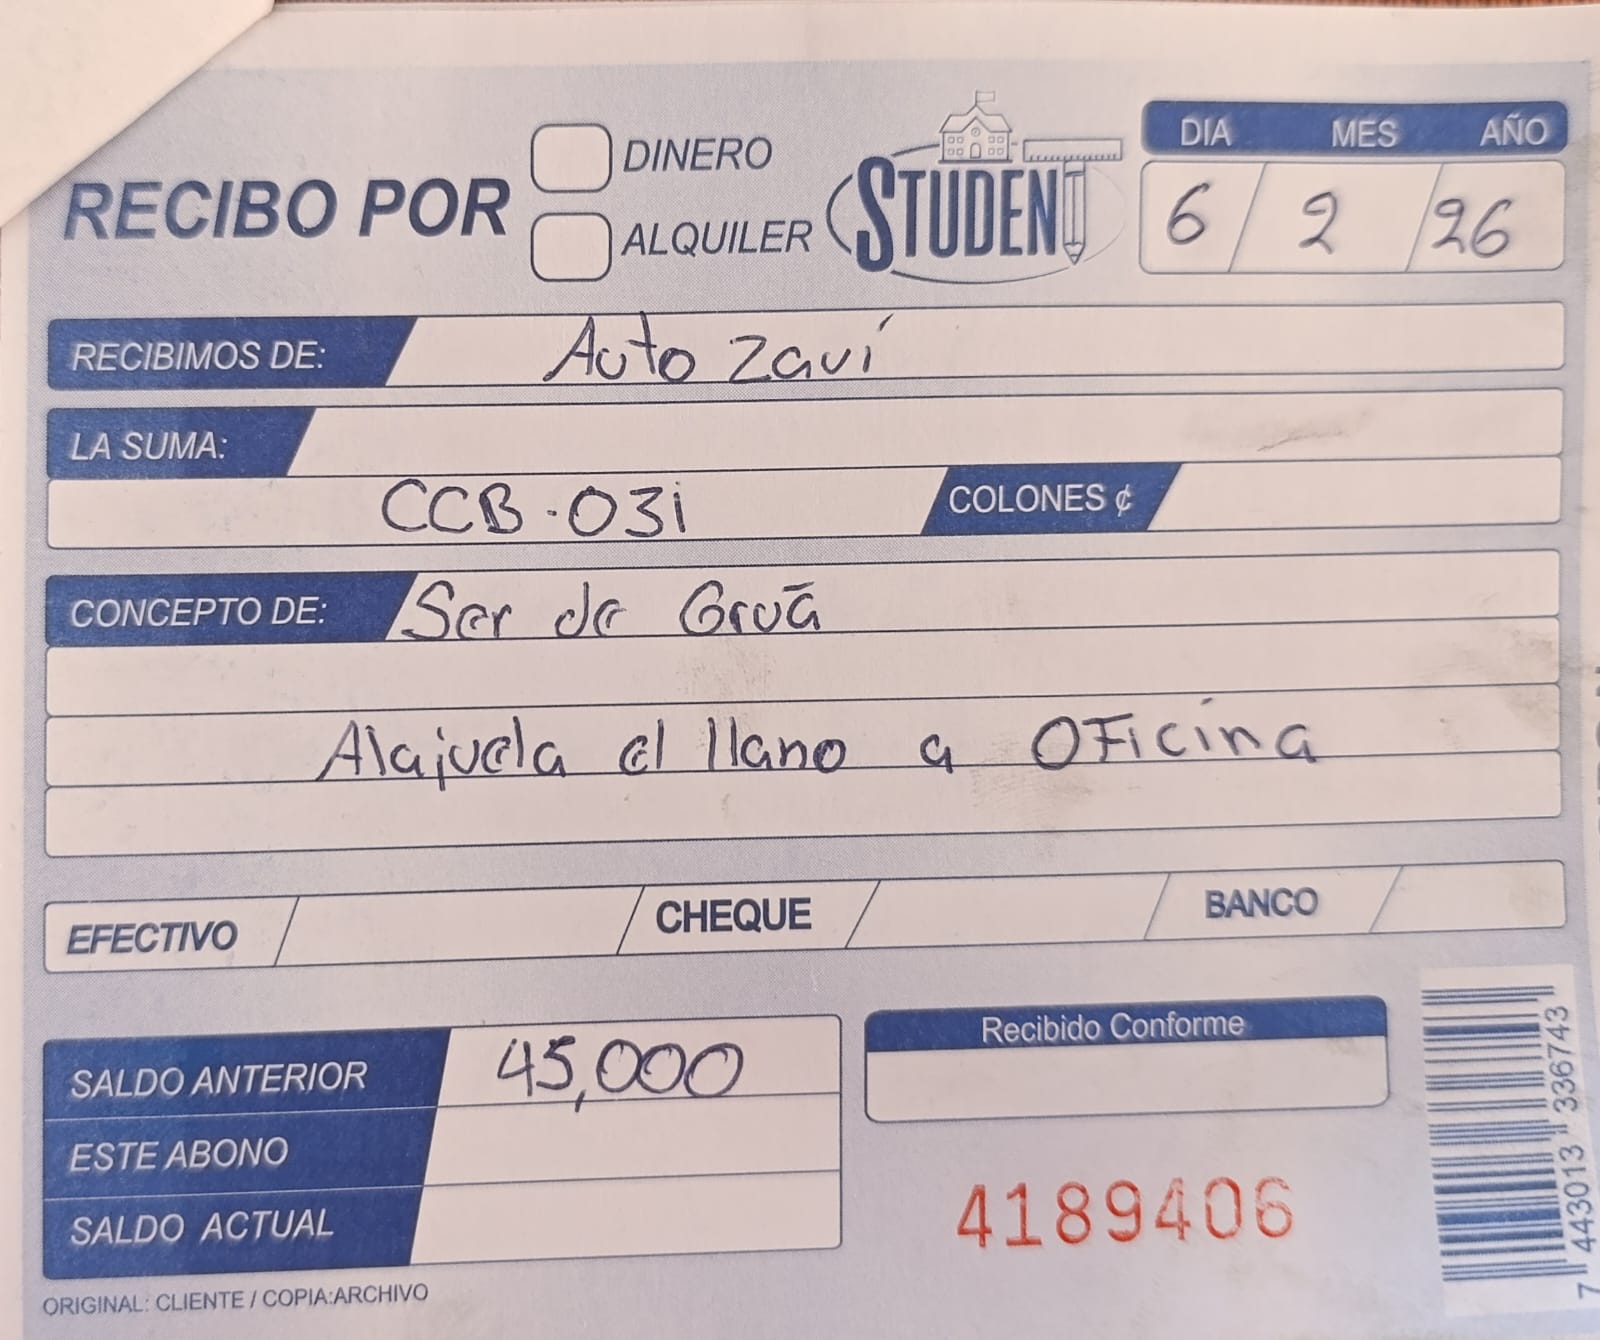 RECIBO POR
DINERO
ALQUILER
STUDENT
DIA MES AÑO
6 / 2 / 26
RECIBIMOS DE: Auto Zaví
LA SUMA:
CCB·031 COLONES ¢
CONCEPTO DE: Ser de Gruā
Alajuela el llano a OFicina
EFECTIVO CHEQUE BANCO
SALDO ANTERIOR 45,000
ESTE ABONO
SALDO ACTUAL
Recibido Conforme
4189406
ORIGINAL: CLIENTE / COPIA:ARCHIVO
7 443013 336743